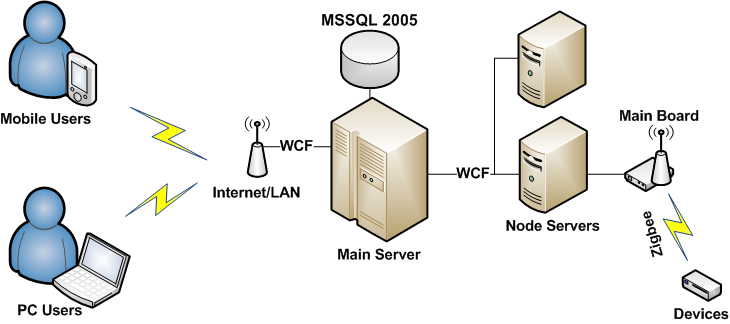 MSSQL 2005
Mobile Users
Main Board
WCF
WCF
Internet/LAN
Node Servers
Zigbee
Main Server
PC Users
Devices